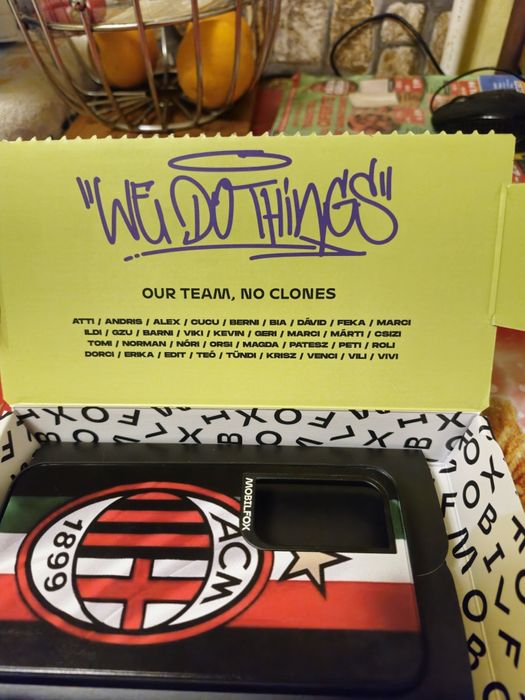 "WE DO THINGS"
OUR TEAM, NO CLONES
ATTI / ANDRIS / ALEX / CUCU / BERNI / BIA / DÁVID / FEKA / MARCI
ILDI / GZU / BARNI / VIKI / KEVIN / GERI / MARCI / MÁRTI / CSIZI
TOMI / NORMAN / NÓRI / ORSI / MAGDA / PATESZ / PETI / ROLI
DORCI / ERIKA / EDIT / TEÓ / TÜNDI / KRISZ / VENCI / VILI / VIVI
MOBILFOX
ACM
1899